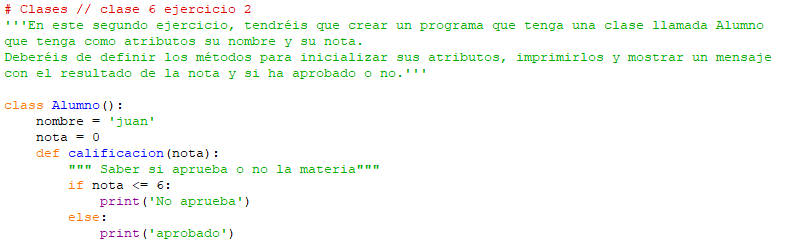 # Clases // clase 6 ejercicio 2
'''En este segundo ejercicio, tendréis que crear un programa que tenga una clase llamada Alumno
que tenga como atributos su nombre y su nota.
Deberéis de definir los métodos para inicializar sus atributos, imprimirlos y mostrar un mensaje
con el resultado de la nota y si ha aprobado o no.'''

class Alumno():
    nombre = 'juan'
    nota = 0
    def calificacion(nota):
        """ Saber si aprueba o no la materia"""
        if nota <= 6:
            print('No aprueba')
        else:
            print('aprobado')